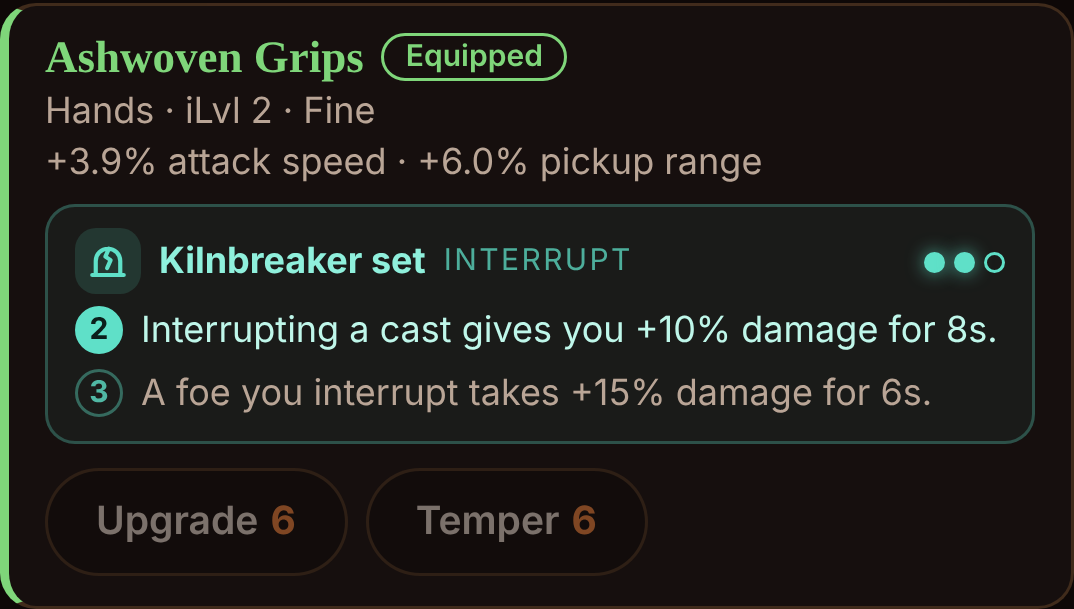 Ashwoven Grips Equipped
Hands · iLvl 2 · Fine
+3.9% attack speed · +6.0% pickup range
Kilnbreaker set INTERRUPT
2 Interrupting a cast gives you +10% damage for 8s.
3 A foe you interrupt takes +15% damage for 6s.
Upgrade 6 Temper 6